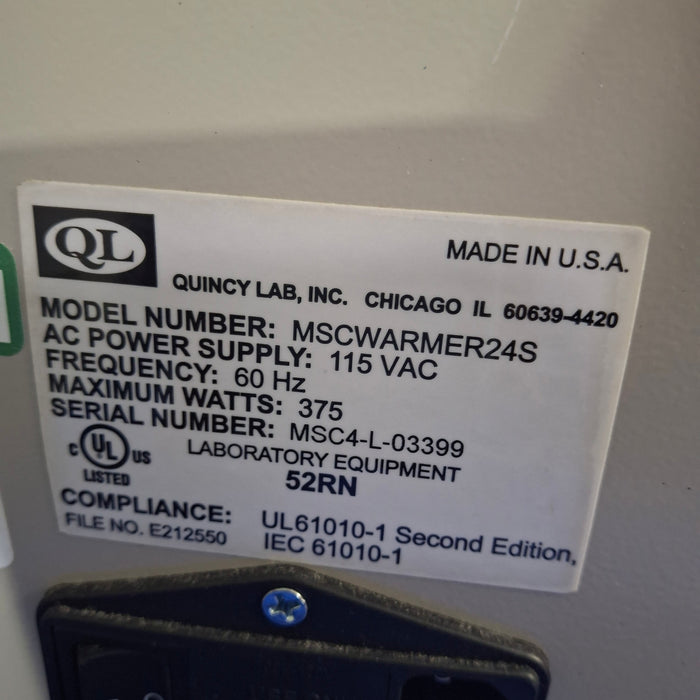 QL
MADE IN U.S.A.
QUINCY LAB, INC. CHICAGO IL 60639-4420
MODEL NUMBER: MSCWARMER24S
AC POWER SUPPLY: 115 VAC
FREQUENCY: 60 Hz
MAXIMUM WATTS: 375
SERIAL NUMBER: MSC4-L-03399
LABORATORY EQUIPMENT
52RN
C UL US
LISTED
COMPLIANCE: UL61010-1 Second Edition,
FILE NO. E212550 IEC 61010-1